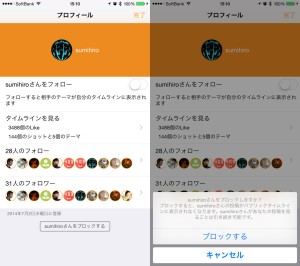 SoftBank 15:10
プロフィール 完了
sumihiro
sumihiroさんをフォロー
フォローすると相手のテーマが自分のタイムラインに表示されます
タイムラインを見る
3486個のLike
144個のショットと5個のテーマ
28人のフォロー
31人のフォロワー
2014年7月9日水曜日に登録
sumihiroさんをブロックする
SoftBank 15:10
プロフィール 完了
sumihiro
sumihiroさんをフォロー
フォローすると相手のテーマが自分のタイムラインに表示されます
タイムラインを見る
3486個のLike
144個のショットと5個のテーマ
28人のフォロー
31人のフォロワー
sumihiroさんをブロックしますか?
ブロックすると、sumihiroさんの投稿がパブリックタイムラインに表示されなくなります。sumihiroさんがあなたの投稿を見ることは引き続き可能です。
ブロックする
キャンセル